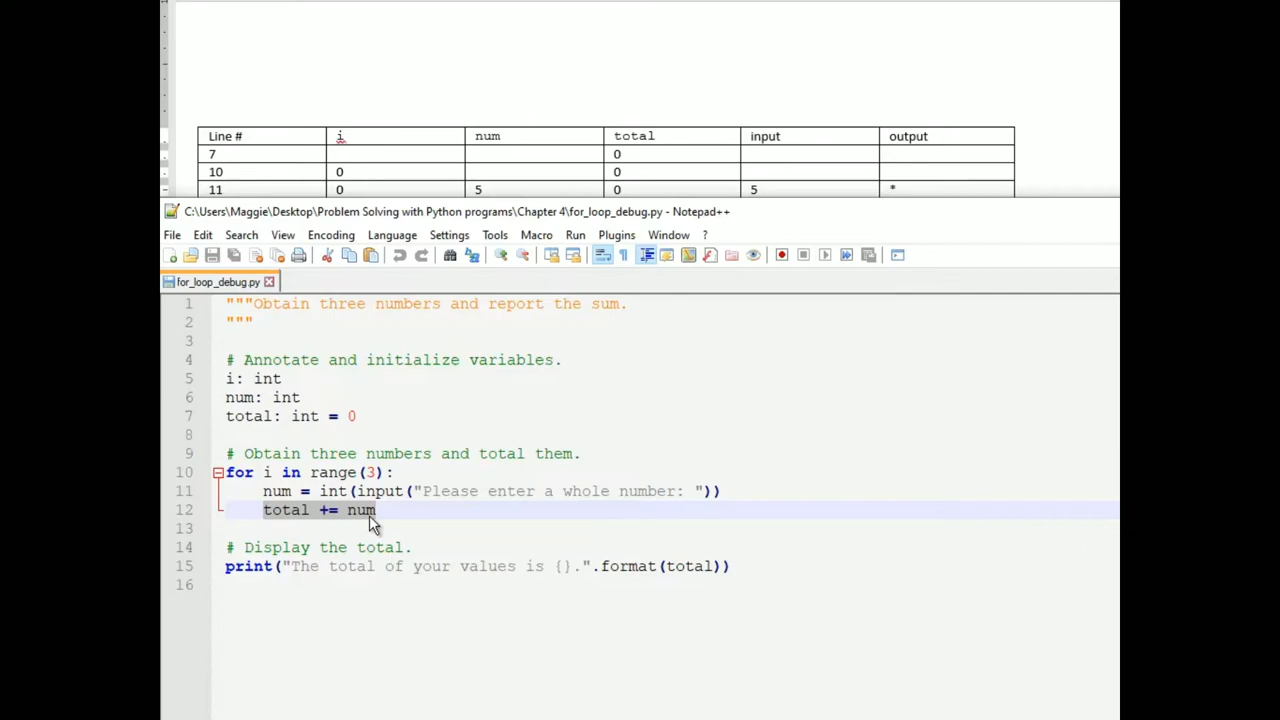 Line # i num total input output
7 0
10 0 0
11 0 5 0 5 *
C:\Users\Maggie\Desktop\Problem Solving with Python programs\Chapter 4\for_loop_debug.py - Notepad++
File Edit Search View Encoding Language Settings Tools Macro Run Plugins Window ?
for_loop_debug.py
1 """Obtain three numbers and report the sum.
2 """
3
4 # Annotate and initialize variables.
5 i: int
6 num: int
7 total: int = 0
8
9 # Obtain three numbers and total them.
10 for i in range(3):
11 num = int(input("Please enter a whole number: "))
12 total += num
13
14 # Display the total.
15 print("The total of your values is {}.".format(total))
16